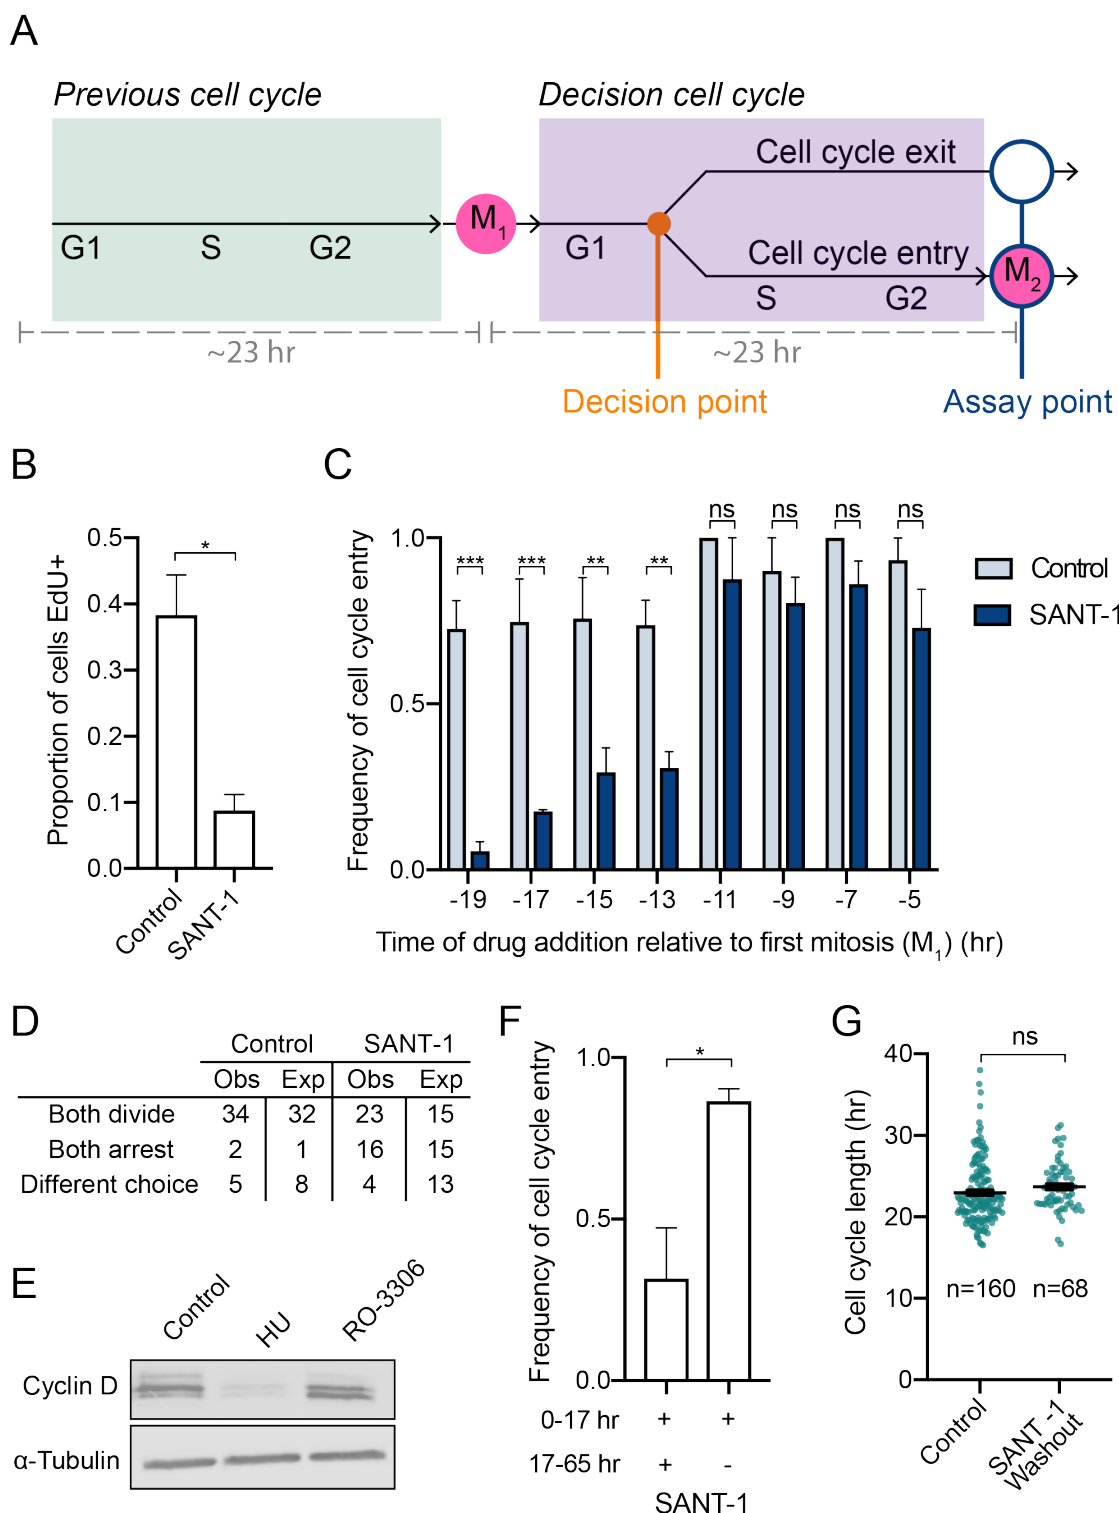 A
Previous cell cycle
Decision cell cycle
Cell cycle exit
G1 S G2
M1
G1
Cell cycle entry
S G2
M2
~23 hr
~23 hr
Decision point
Assay point
B
Proportion of cells EdU+
0.5
0.4
0.3
0.2
0.1
0.0
*
Control
SANT-1
C
Frequency of cell cycle entry
1.0
0.5
0.0
*** *** ** ** ns ns ns ns
Control
SANT-1
-19 -17 -15 -13 -11 -9 -7 -5
Time of drug addition relative to first mitosis (M1) (hr)
D
Control SANT-1
Obs Exp Obs Exp
Both divide 34 32 23 15
Both arrest 2 1 16 15
Different choice 5 8 4 13
E
Control
HU
RO-3306
Cyclin D
α-Tubulin
F
Frequency of cell cycle entry
1.0
0.5
0.0
*
0-17 hr + +
17-65 hr + -
SANT-1
G
Cell cycle length (hr)
40
30
20
10
0
ns
n=160 n=68
Control
SANT -1
Washout